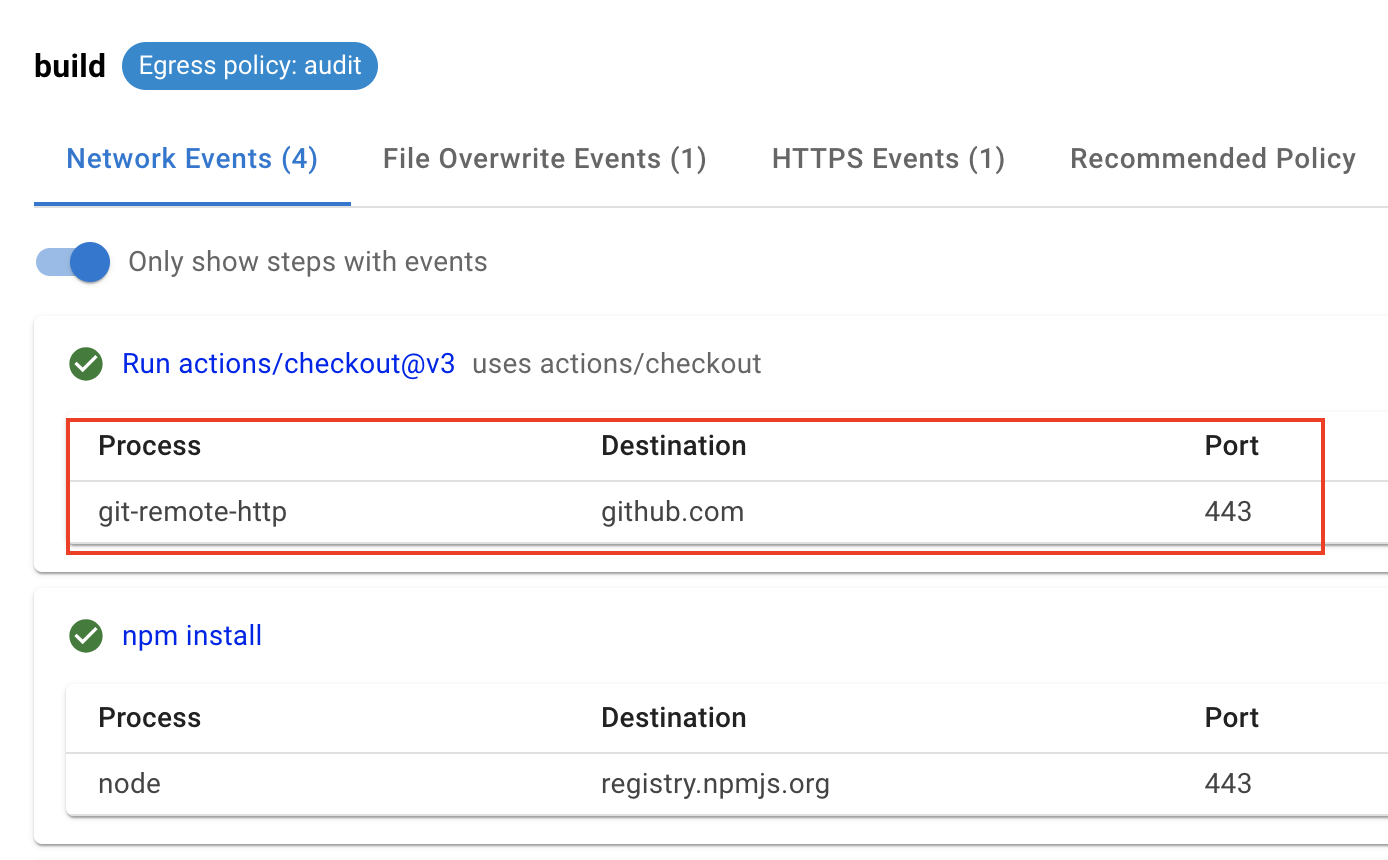 build Egress policy: audit
Network Events (4) File Overwrite Events (1) HTTPS Events (1) Recommended Policy
Only show steps with events
Run actions/checkout@v3 uses actions/checkout
Process Destination Port
git-remote-http github.com 443
npm install
Process Destination Port
node registry.npmjs.org 443